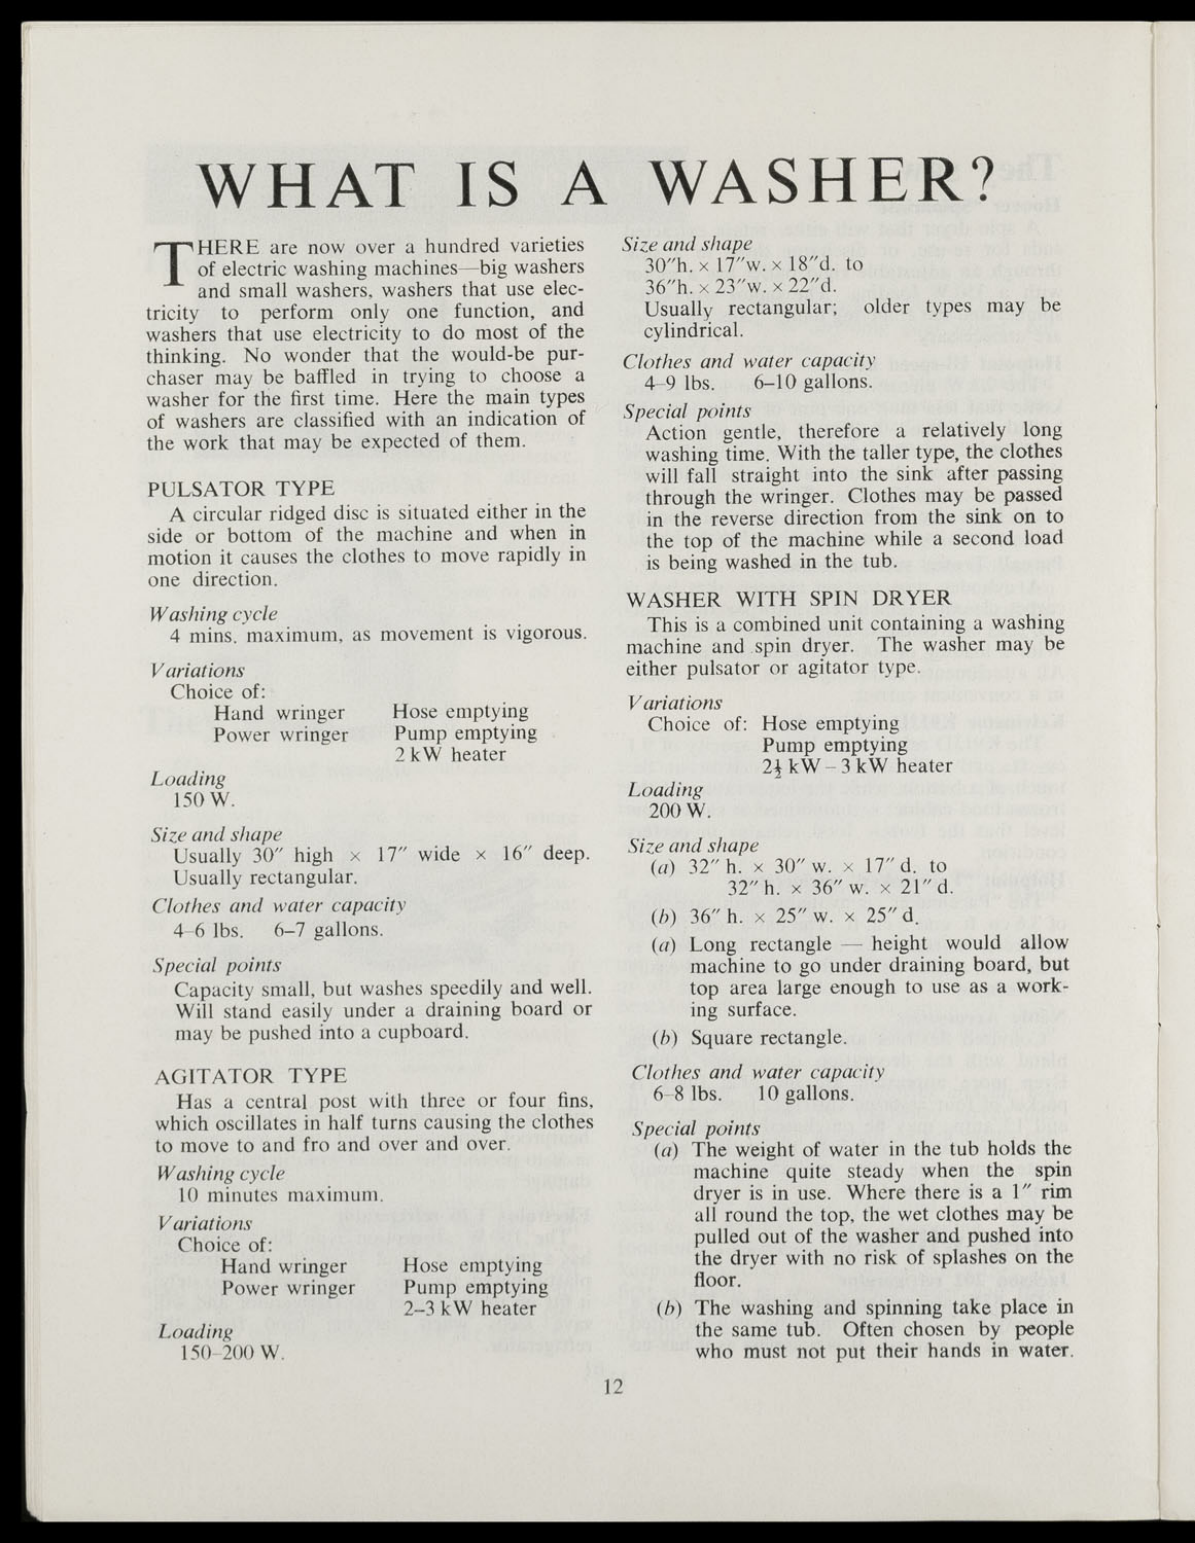 WHAT IS A WASHER?
THERE are now over a hundred varieties
of electric washing machines—big washers
and small washers, washers that use elec-
tricity to perform only one function, and
washers that use electricity to do most of the
thinking. No wonder that the would-be pur-
chaser may be baffled in trying to choose a
washer for the first time. Here the main types
of washers are classified with an indication of
the work that may be expected of them.
PULSATOR TYPE
A circular ridged disc is situated either in the
side or bottom of the machine and when in
motion it causes the clothes to move rapidly in
one direction.
Washing cycle
4 mins. maximum, as movement is vigorous.
Variations
Choice of:
Hand wringer Hose emptying
Power wringer Pump emptying
2 kW heater
Loading
150 W.
Size and shape
Usually 30″ high × 17″ wide × 16″ deep.
Usually rectangular.
Clothes and water capacity
4–6 lbs. 6–7 gallons.
Special points
Capacity small, but washes speedily and well.
Will stand easily under a draining board or
may be pushed into a cupboard.
AGITATOR TYPE
Has a central post with three or four fins,
which oscillates in half turns causing the clothes
to move to and fro and over and over.
Washing cycle
10 minutes maximum.
Variations
Choice of:
Hand wringer Hose emptying
Power wringer Pump emptying
2–3 kW heater
Loading
150–200 W.
Size and shape
30″h. × 17″w. × 18″d. to
36″h. × 23″w. × 22″d.
Usually rectangular; older types may be
cylindrical.
Clothes and water capacity
4–9 lbs. 6–10 gallons.
Special points
Action gentle, therefore a relatively long
washing time. With the taller type, the clothes
will fall straight into the sink after passing
through the wringer. Clothes may be passed
in the reverse direction from the sink on to
the top of the machine while a second load
is being washed in the tub.
WASHER WITH SPIN DRYER
This is a combined unit containing a washing
machine and spin dryer. The washer may be
either pulsator or agitator type.
Variations
Choice of: Hose emptying
Pump emptying
2½ kW – 3 kW heater
Loading
200 W.
Size and shape
(a) 32″ h. × 30″ w. × 17″ d. to
32″ h. × 36″ w. × 21″ d.
(b) 36″ h. × 25″ w. × 25″ d.
(a) Long rectangle — height would allow
machine to go under draining board, but
top area large enough to use as a work-
ing surface.
(b) Square rectangle.
Clothes and water capacity
6–8 lbs. 10 gallons.
Special points
(a) The weight of water in the tub holds the
machine quite steady when the spin
dryer is in use. Where there is a 1″ rim
all round the top, the wet clothes may be
pulled out of the washer and pushed into
the dryer with no risk of splashes on the
floor.
(b) The washing and spinning take place in
the same tub. Often chosen by people
who must not put their hands in water.
12